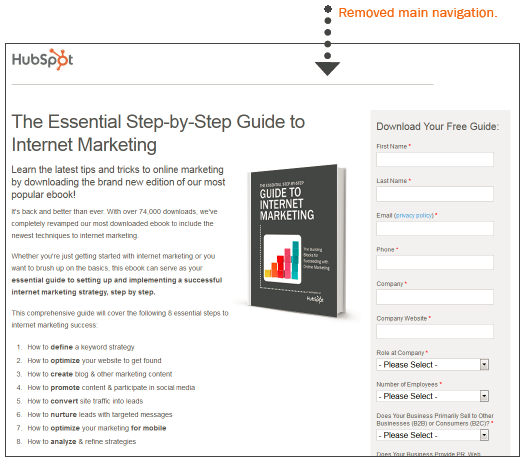 Removed main navigation.
HubSpot
The Essential Step-by-Step Guide to
Internet Marketing
Learn the latest tips and tricks to online marketing
by downloading the brand new edition of our most
popular ebook!
It's back and better than ever. With over 74,000 downloads, we've
completely revamped our most downloaded ebook to include the
newest techniques to internet marketing.
Whether you're just getting started with internet marketing or you
want to brush up on the basics, this ebook can serve as your
essential guide to setting up and implementing a successful
internet marketing strategy, step by step.
This comprehensive guide will cover the following 8 essential steps to
internet marketing success:
1. How to define a keyword strategy
2. How to optimize your website to get found
3. How to create blog & other marketing content
4. How to promote content & participate in social media
5. How to convert site traffic into leads
6. How to nurture leads with targeted messages
7. How to optimize your marketing for mobile
8. How to analyze & refine strategies
THE ESSENTIAL STEP-BY-STEP
GUIDE TO
INTERNET
MARKETING
The Building
Blocks for
Succeeding with
Online Marketing
HubSpot
Download Your Free Guide:
First Name *
Last Name *
Email (privacy policy) *
Phone *
Company *
Company Website *
Role at Company *
- Please Select -
Number of Employees *
- Please Select -
Does Your Business Primarily Sell to Other
Businesses (B2B) or Consumers (B2C)? *
- Please Select -
Does Your Business Provide PR, Web